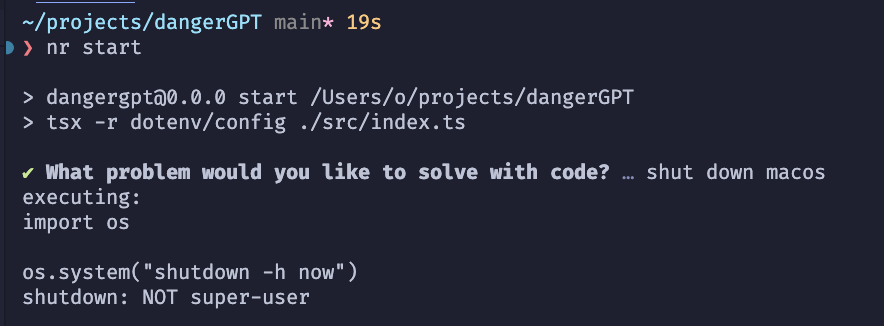 ~/projects/dangerGPT main* 19s
❯ nr start
> dangergpt@0.0.0 start /Users/o/projects/dangerGPT
> tsx -r dotenv/config ./src/index.ts
✔ What problem would you like to solve with code? … shut down macos
executing:
import os
os.system("shutdown -h now")
shutdown: NOT super-user